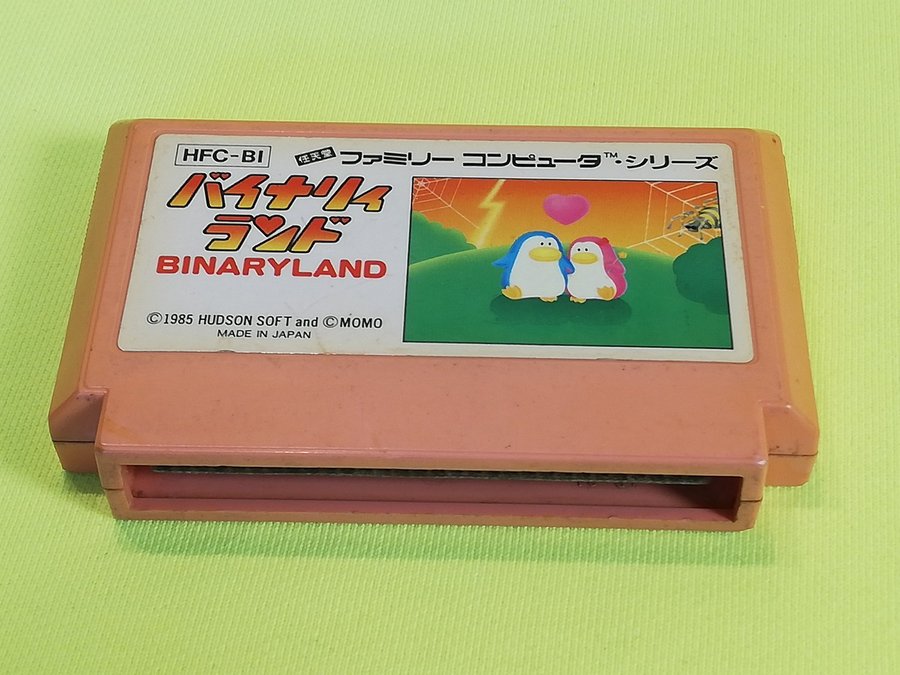 HFC-BI
任天堂 ファミリー コンピュータ™・シリーズ
バイナリィ
ランド
BINARYLAND
©1985 HUDSON SOFT and ©MOMO
MADE IN JAPAN